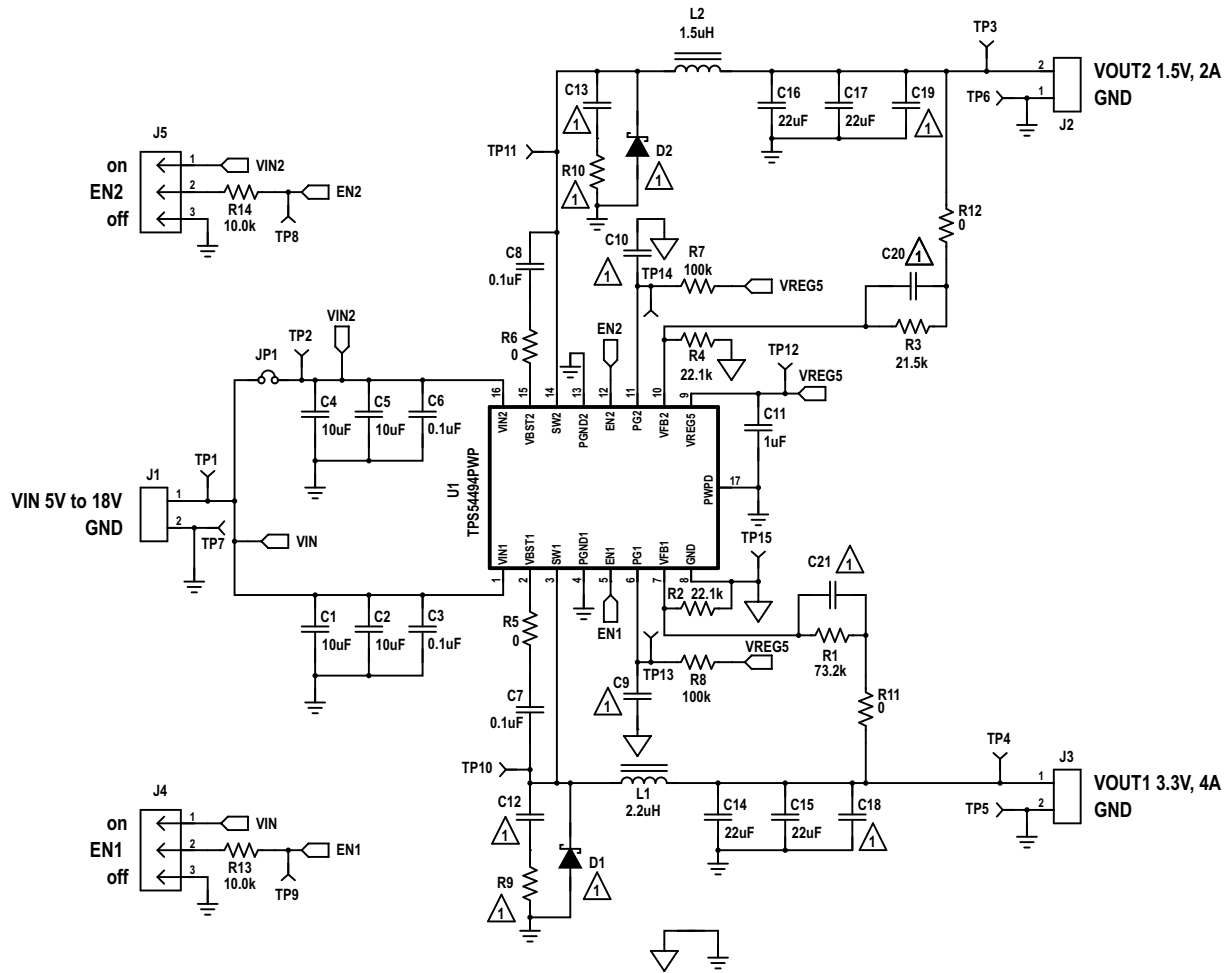 L2
1.5uH
TP3
2
VOUT2 1.5V, 2A
TP6
1
GND
J2
C13
1
C16
22uF
C17
22uF
C19
1
TP11
R10
1
D2
1
J5
on
1
VIN2
EN2
2
R14
10.0k
EN2
TP8
off
3
R12
0
C20
1
C8
0.1uF
C10
1
TP14
R7
100k
VREG5
R3
21.5k
R6
0
EN2
R4
22.1k
TP12
VREG5
VIN2
TP2
JP1
C4
10uF
C5
10uF
C6
0.1uF
16
15
14
13
12
11
10
9
VIN2
VBST2
SW2
PGND2
EN2
PG2
VFB2
VREG5
C11
1uF
U1
TPS54494PWP
PWPD
17
J1
TP1
VIN 5V to 18V
1
GND
2
TP7
VIN
VIN1
VBST1
SW1
PGND1
EN1
PG1
VFB1
GND
1
2
3
4
5
6
7
8
TP15
C1
10uF
C2
10uF
C3
0.1uF
R5
0
EN1
R2
22.1k
C21
1
R1
73.2k
TP13
R8
100k
VREG5
C7
0.1uF
C9
1
R11
0
TP10
L1
2.2uH
TP4
J3
1
VOUT1 3.3V, 4A
TP5
2
GND
C12
1
C14
22uF
C15
22uF
C18
1
R9
1
D1
1
J4
on
1
VIN
EN1
2
R13
10.0k
EN1
TP9
off
3